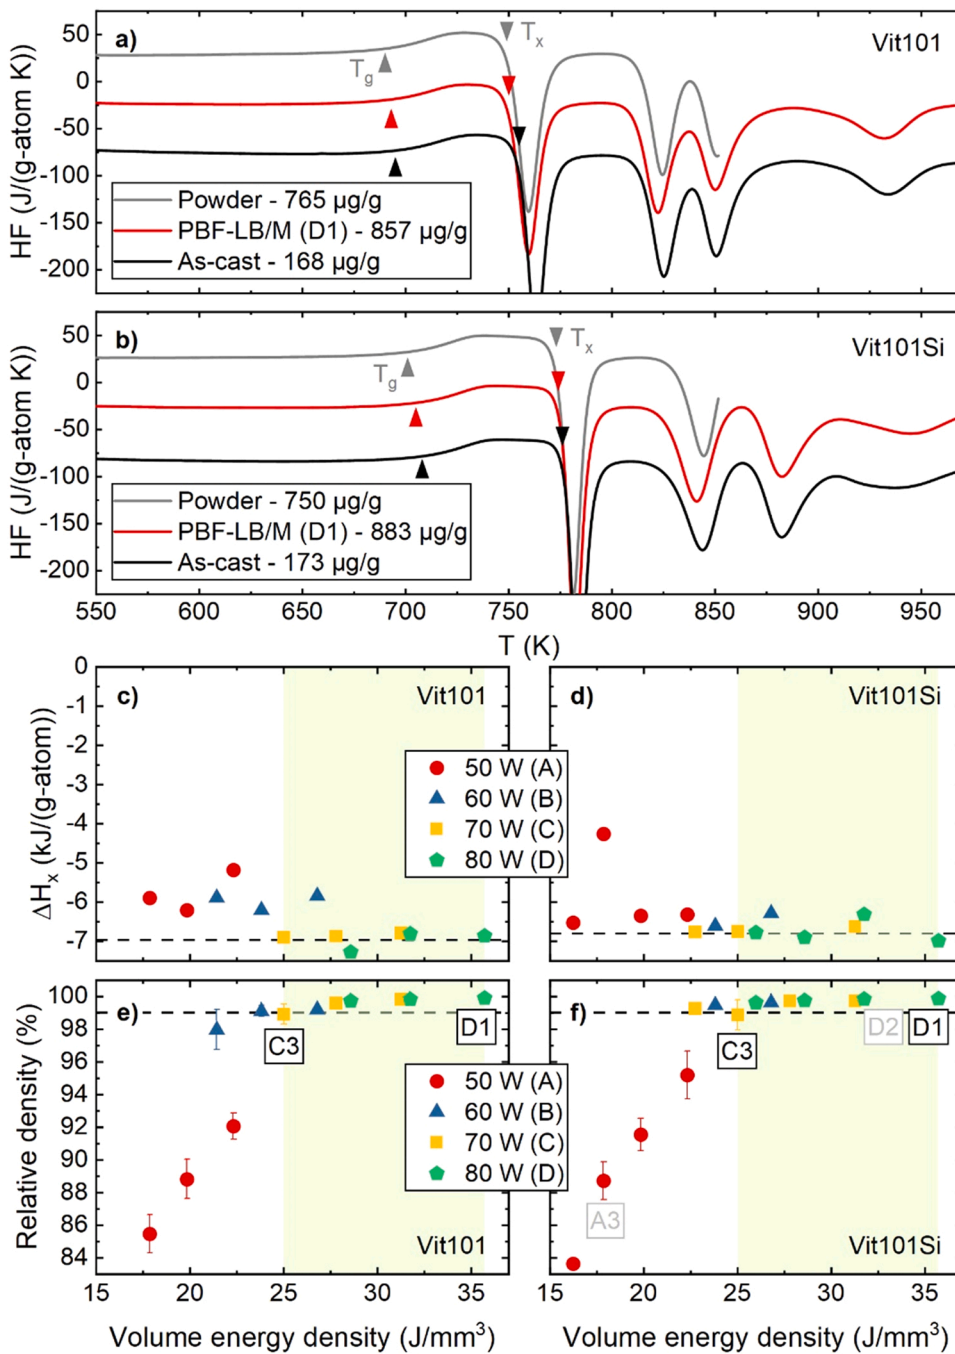 a)
Vit101
50
0
-50
-100
-150
-200
HF (J/(g-atom K))
Tg
Tx
Powder - 765 µg/g
PBF-LB/M (D1) - 857 µg/g
As-cast - 168 µg/g
b)
Vit101Si
50
0
-50
-100
-150
-200
HF (J/(g-atom K))
Tg
Tx
Powder - 750 µg/g
PBF-LB/M (D1) - 883 µg/g
As-cast - 173 µg/g
550 600 650 700 750 800 850 900 950
T (K)
c)
Vit101
0
-1
-2
-3
-4
-5
-6
-7
ΔHx (kJ/(g-atom))
d)
Vit101Si
50 W (A)
60 W (B)
70 W (C)
80 W (D)
e)
100
98
96
94
92
90
88
86
84
Relative density (%)
C3
D1
Vit101
f)
C3
D2
D1
A3
Vit101Si
50 W (A)
60 W (B)
70 W (C)
80 W (D)
15 20 25 30 35
15 20 25 30 35
Volume energy density (J/mm³)
Volume energy density (J/mm³)